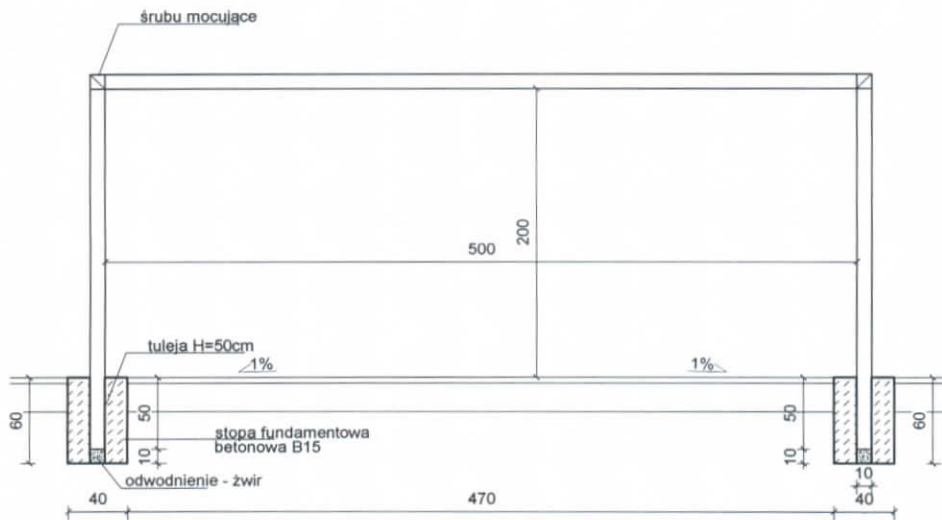 śrubu mocujące
200
500
tuleja H=50cm
1%
1%
60
50
10
stopa fundamentowa
betonowa B15
odwodnienie - żwir
50
10
60
10
40
470
40